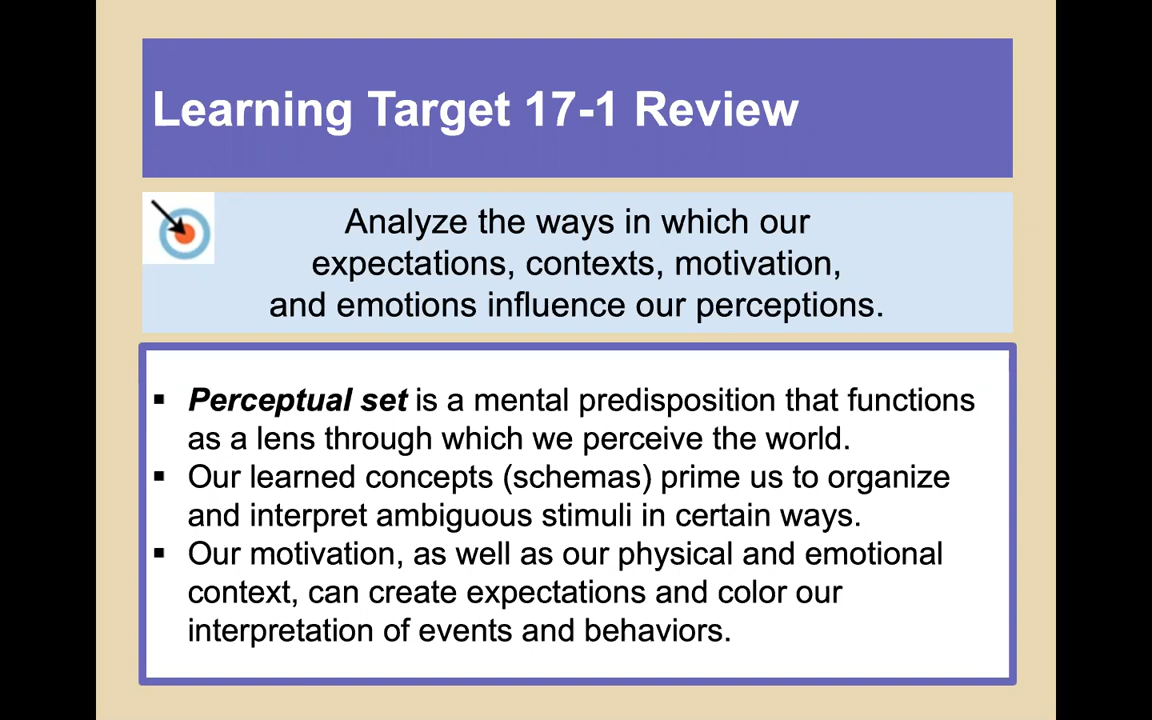 Learning Target 17-1 Review
Analyze the ways in which our
expectations, contexts, motivation,
and emotions influence our perceptions.
▪ Perceptual set is a mental predisposition that functions
as a lens through which we perceive the world.
▪ Our learned concepts (schemas) prime us to organize
and interpret ambiguous stimuli in certain ways.
▪ Our motivation, as well as our physical and emotional
context, can create expectations and color our
interpretation of events and behaviors.